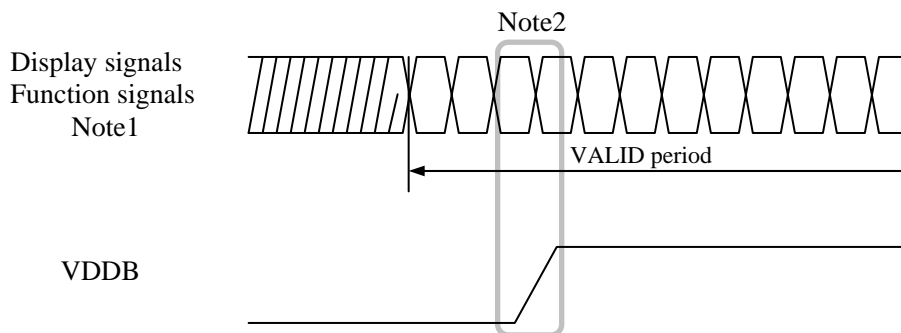 Note2
Display signals
Function signals
Note1
VALID period
VDDB